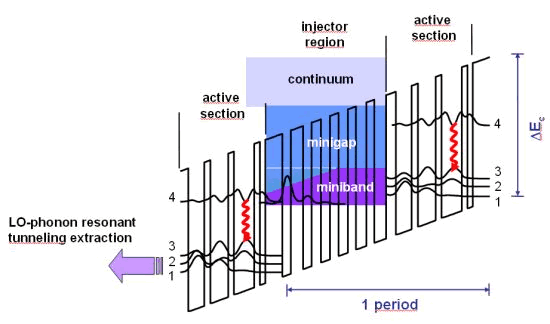 injector
region
active
section
continuum
active
section
4
minigap
ΔEc
3
miniband
2
1
4
LO-phonon resonant
tunneling extraction
3
2
1
1 period